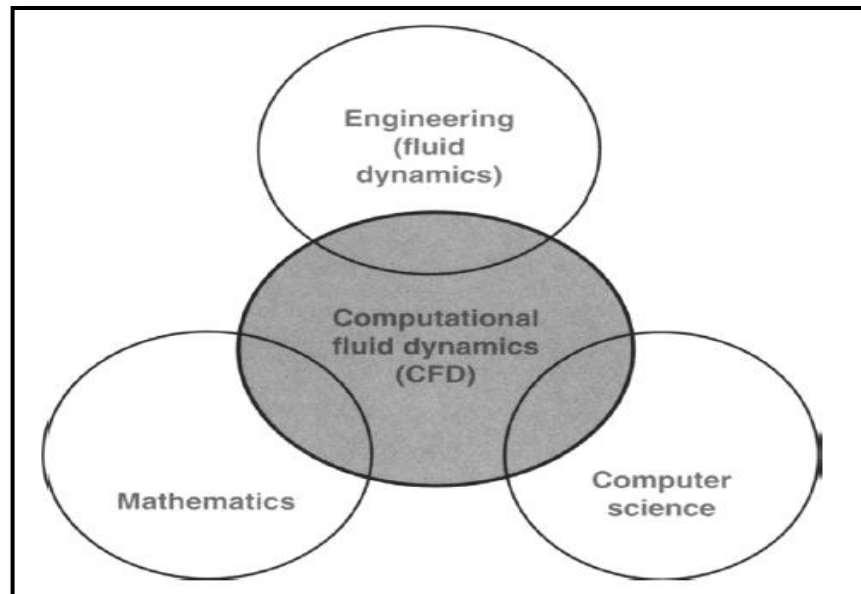 Engineering
(fluid
dynamics)
Computational
fluid dynamics
(CFD)
Mathematics
Computer
science